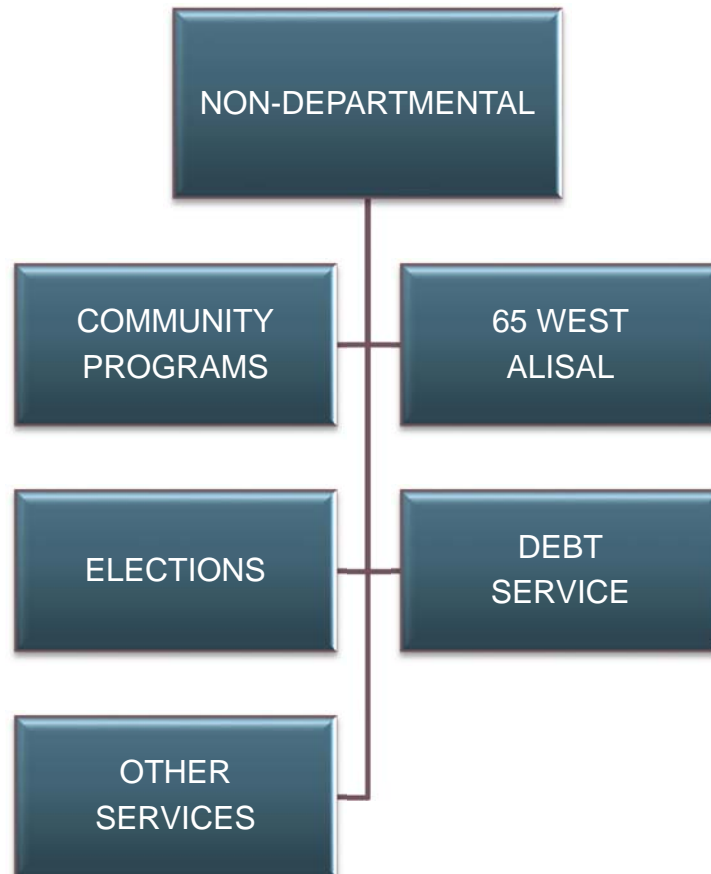 NON-DEPARTMENTAL
COMMUNITY
PROGRAMS
65 WEST
ALISAL
ELECTIONS
DEBT
SERVICE
OTHER
SERVICES